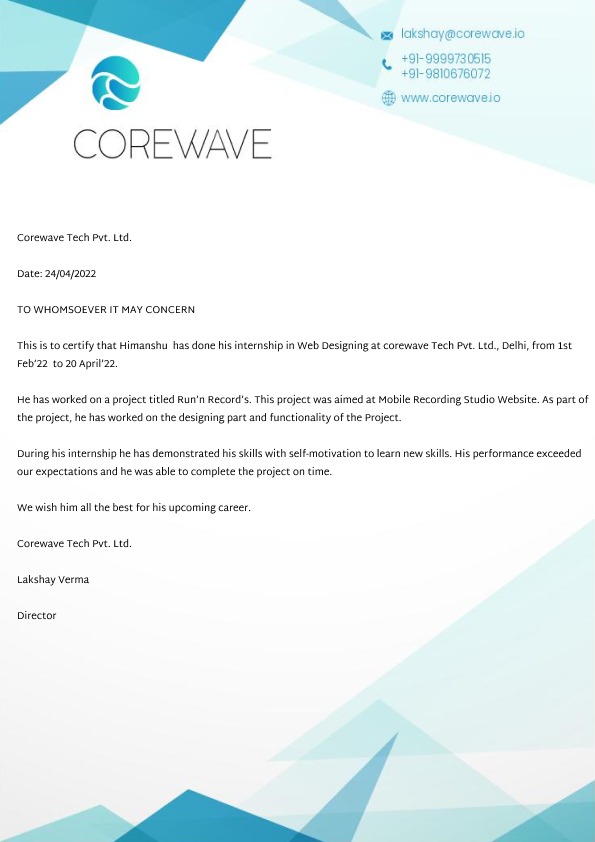 lakshay@corewave.io
+91-9999730515
+91-9810676072
www.corewave.io
COREWAVE
Corewave Tech Pvt. Ltd.
Date: 24/04/2022
TO WHOMSOEVER IT MAY CONCERN
This is to certify that Himanshu  has done his internship in Web Designing at corewave Tech Pvt. Ltd., Delhi, from 1st
Feb’22  to 20 April’22.
He has worked on a project titled Run’n Record’s. This project was aimed at Mobile Recording Studio Website. As part of
the project, he has worked on the designing part and functionality of the Project.
During his internship he has demonstrated his skills with self-motivation to learn new skills. His performance exceeded
our expectations and he was able to complete the project on time.
We wish him all the best for his upcoming career.
Corewave Tech Pvt. Ltd.
Lakshay Verma
Director